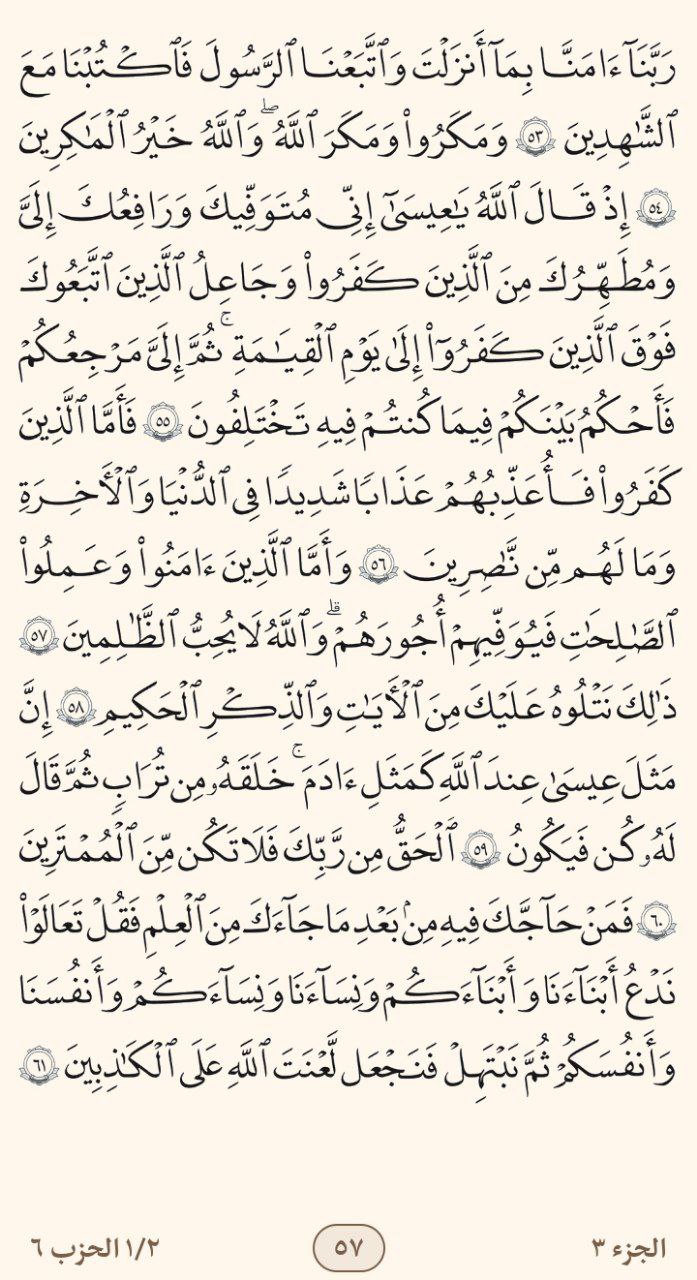 رَبَّنَآ ءَامَنَّا بِمَآ أَنزَلْتَ وَٱتَّبَعْنَا ٱلرَّسُولَ فَٱكْتُبْنَا مَعَ
ٱلشَّٰهِدِينَ ٥٣ وَمَكَرُوا۟ وَمَكَرَ ٱللَّهُ ۖ وَٱللَّهُ خَيْرُ ٱلْمَٰكِرِينَ
٥٤ إِذْ قَالَ ٱللَّهُ يَٰعِيسَىٰٓ إِنِّى مُتَوَفِّيكَ وَرَافِعُكَ إِلَىَّ
وَمُطَهِّرُكَ مِنَ ٱلَّذِينَ كَفَرُوا۟ وَجَاعِلُ ٱلَّذِينَ ٱتَّبَعُوكَ
فَوْقَ ٱلَّذِينَ كَفَرُوٓا۟ إِلَىٰ يَوْمِ ٱلْقِيَٰمَةِ ۚ ثُمَّ إِلَىَّ مَرْجِعُكُمْ
فَأَحْكُمُ بَيْنَكُمْ فِيمَا كُنتُمْ فِيهِ تَخْتَلِفُونَ ٥٥ فَأَمَّا ٱلَّذِينَ
كَفَرُوا۟ فَأُعَذِّبُهُمْ عَذَابًا شَدِيدًا فِى ٱلدُّنْيَا وَٱلْأَخِرَةِ
وَمَا لَهُم مِّن نَّٰصِرِينَ ٥٦ وَأَمَّا ٱلَّذِينَ ءَامَنُوا۟ وَعَمِلُوا۟
ٱلصَّٰلِحَٰتِ فَيُوَفِّيهِمْ أُجُورَهُمْ ۗ وَٱللَّهُ لَا يُحِبُّ ٱلظَّٰلِمِينَ ٥٧
ذَٰلِكَ نَتْلُوهُ عَلَيْكَ مِنَ ٱلْأَيَٰتِ وَٱلذِّكْرِ ٱلْحَكِيمِ ٥٨ إِنَّ
مَثَلَ عِيسَىٰ عِندَ ٱللَّهِ كَمَثَلِ ءَادَمَ ۖ خَلَقَهُۥ مِن تُرَابٍ ثُمَّ قَالَ
لَهُۥ كُن فَيَكُونُ ٥٩ ٱلْحَقُّ مِن رَّبِّكَ فَلَا تَكُن مِّنَ ٱلْمُمْتَرِينَ
٦٠ فَمَنْ حَآجَّكَ فِيهِ مِنۢ بَعْدِ مَا جَآءَكَ مِنَ ٱلْعِلْمِ فَقُلْ تَعَالَوْا۟
نَدْعُ أَبْنَآءَنَا وَأَبْنَآءَكُمْ وَنِسَآءَنَا وَنِسَآءَكُمْ وَأَنفُسَنَا
وَأَنفُسَكُمْ ثُمَّ نَبْتَهِلْ فَنَجْعَل لَّعْنَتَ ٱللَّهِ عَلَى ٱلْكَٰذِبِينَ ٦١
الجزء ٣ ٥٧ ١/٢ الحزب ٦